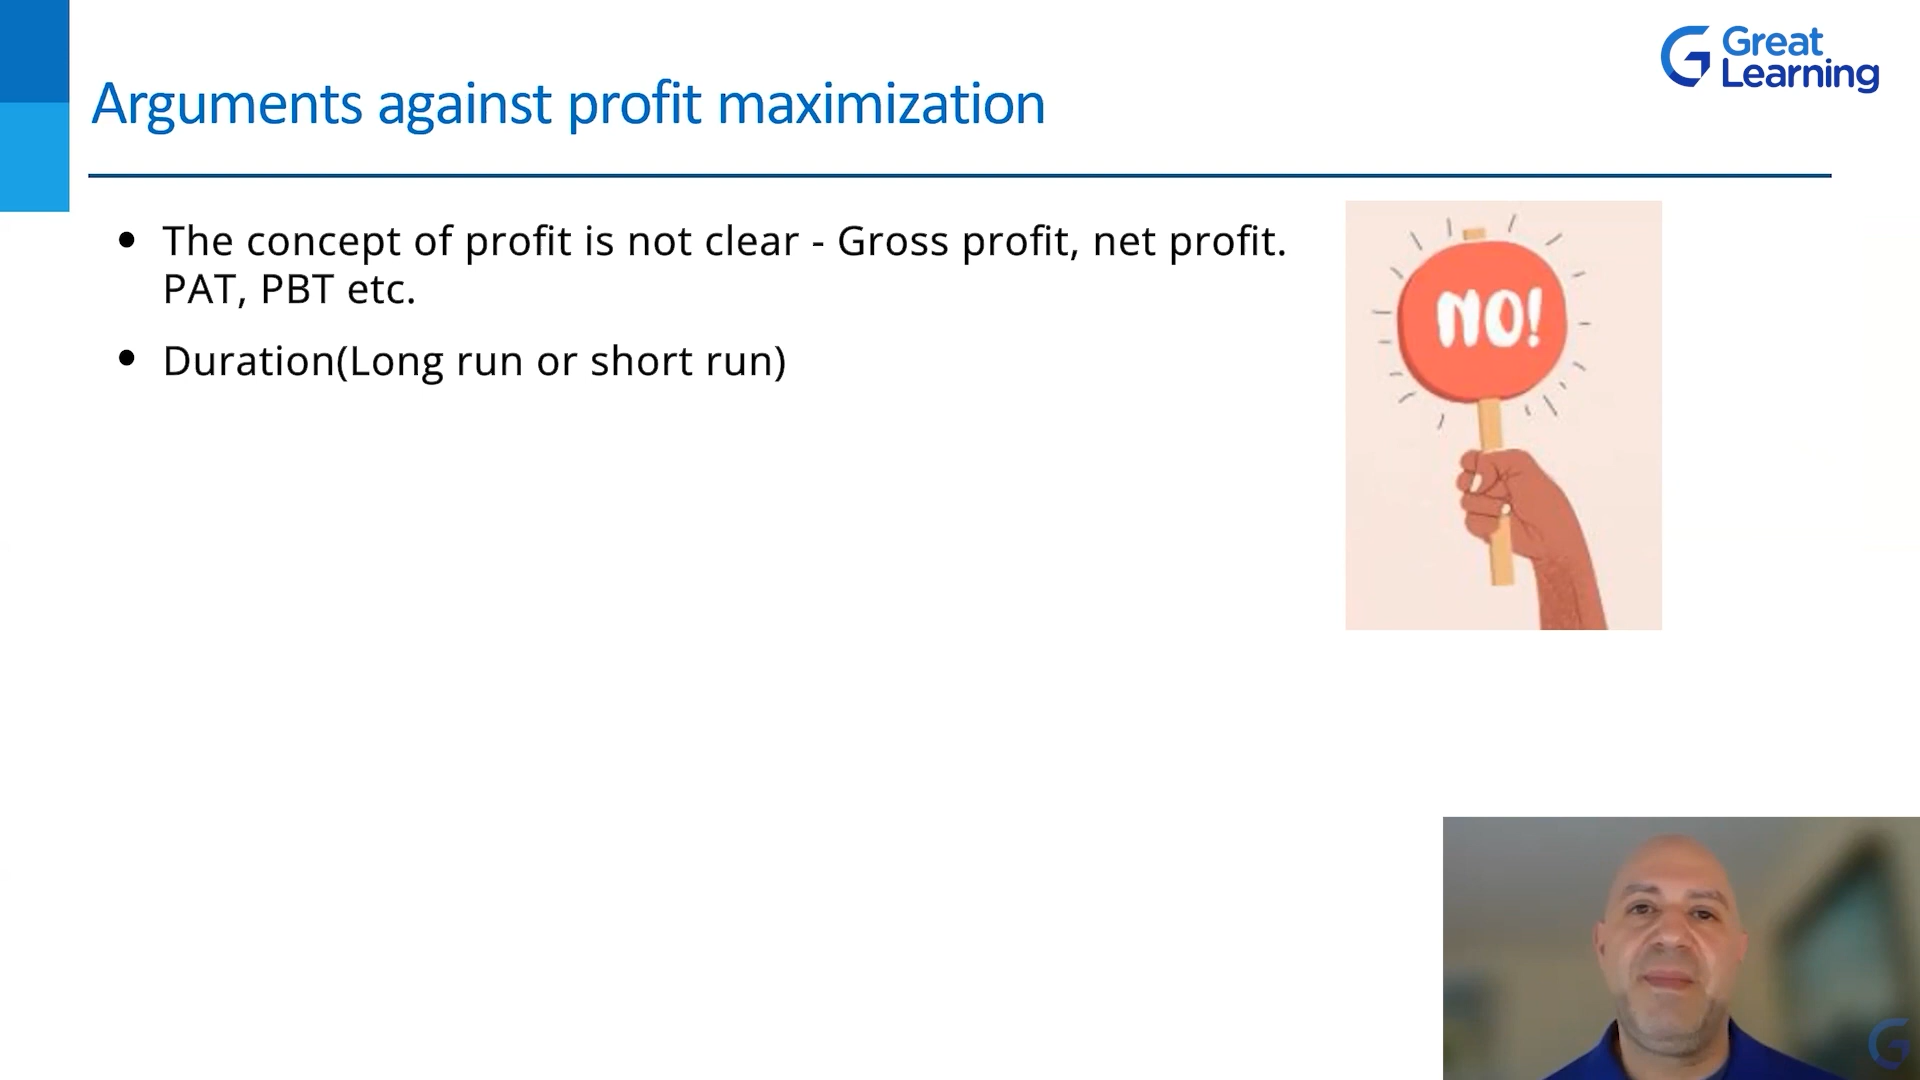 Great
Learning
Arguments against profit maximization
• The concept of profit is not clear - Gross profit, net profit.
PAT, PBT etc.
• Duration(Long run or short run)
NO!